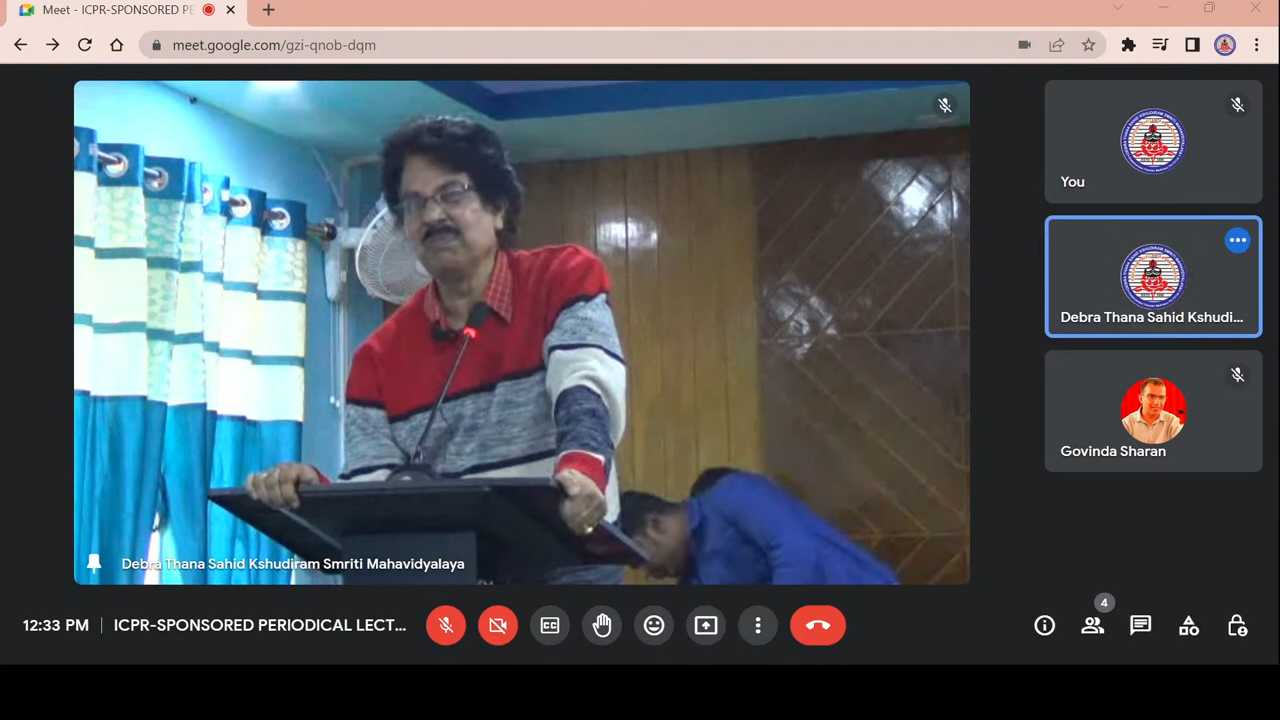 Meet - ICPR-SPONSORED PE
meet.google.com/gzi-qnob-dqm
You
Debra Thana Sahid Kshudi...
Govinda Sharan
Debra Thana Sahid Kshudiram Smriti Mahavidyalaya
4
12:33 PM | ICPR-SPONSORED PERIODICAL LECT...
CC